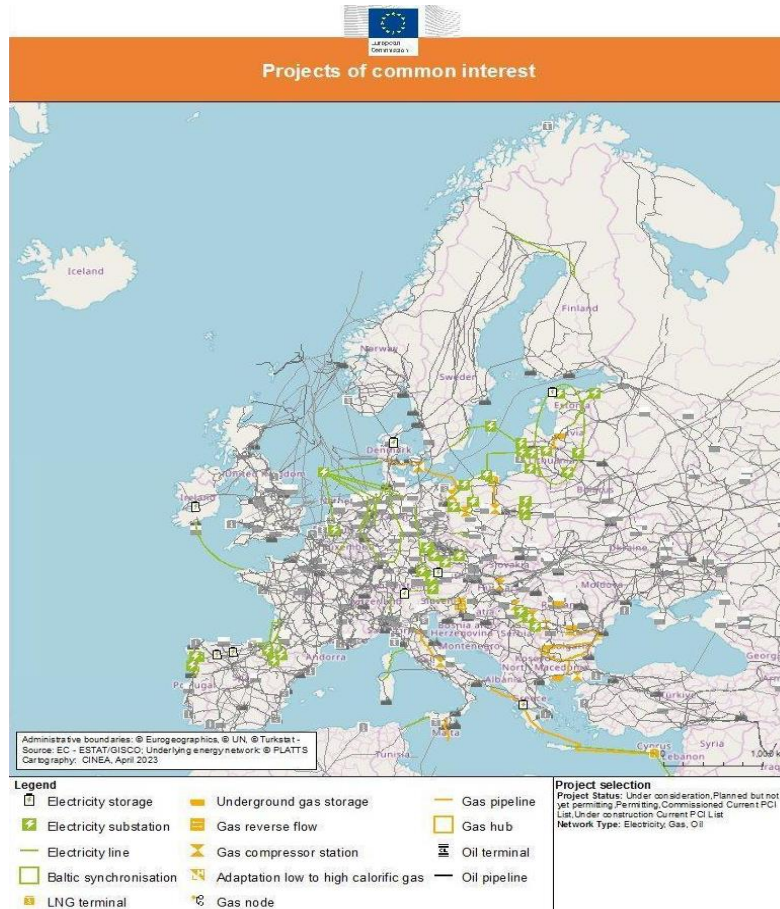 European
Commission
Projects of common interest
Iceland
Finland
Norway
Sweden
Estonia
Denmark
United Kingdom
Ireland
Belarus
Ukraine
Slovakia
Moldova
Andorra
Bosnia and
Herzegovina
Serbia
Montenegro
Kosovo
North Macedonia
Albania
Portugal
Georgia
Türkiye
Malta
Tunisia
Cyprus
Lebanon
Syria
Iraq
Administrative boundaries: © Eurogeographics, © UN, © Turkstat -
Source: EC - ESTAT/GISCO; Underlying energy network: © PLATTS
Cartography: CINEA, April 2023
Legend
Electricity storage
Electricity substation
Electricity line
Baltic synchronisation
LNG terminal
Underground gas storage
Gas reverse flow
Gas compressor station
Adaptation low to high calorific gas
Gas node
Gas pipeline
Gas hub
Oil terminal
Oil pipeline
Project selection
Project Status: Under consideration,Planned but not
yet permitting,Permitting,Commissioned Current PCI
List,Under construction Current PCI List
Network Type: Electricity, Gas, Oil